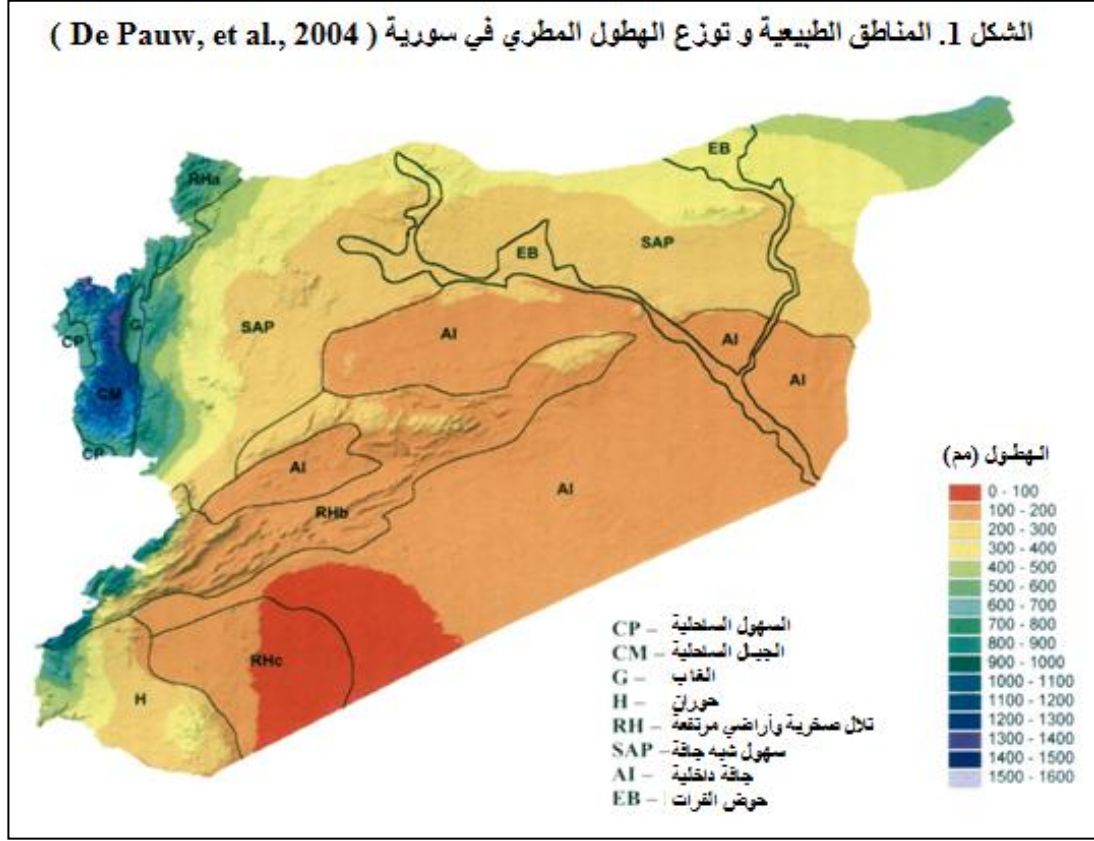 الشكل 1. المناطق الطبيعية و توزع الهطول المطري في سورية ( De Pauw, et al., 2004 )
RHa
EB
EB
SAP
G
CP
SAP
AI
AI
AI
CM
CP
AI
AI
RHb
RHc
H
الهطول (مم)
0 - 100
100 - 200
200 - 300
300 - 400
400 - 500
500 - 600
600 - 700
700 - 800
800 - 900
900 - 1000
1000 - 1100
1100 - 1200
1200 - 1300
1300 - 1400
1400 - 1500
1500 - 1600
CP – السهول الساحلية
CM – الجبال الساحلية
G – الغاب
H – حوران
RH – تلال صخرية وأراضي مرتفعة
SAP – سهول شبه جافة
AI – جافة داخلية
EB – حوض الفرات